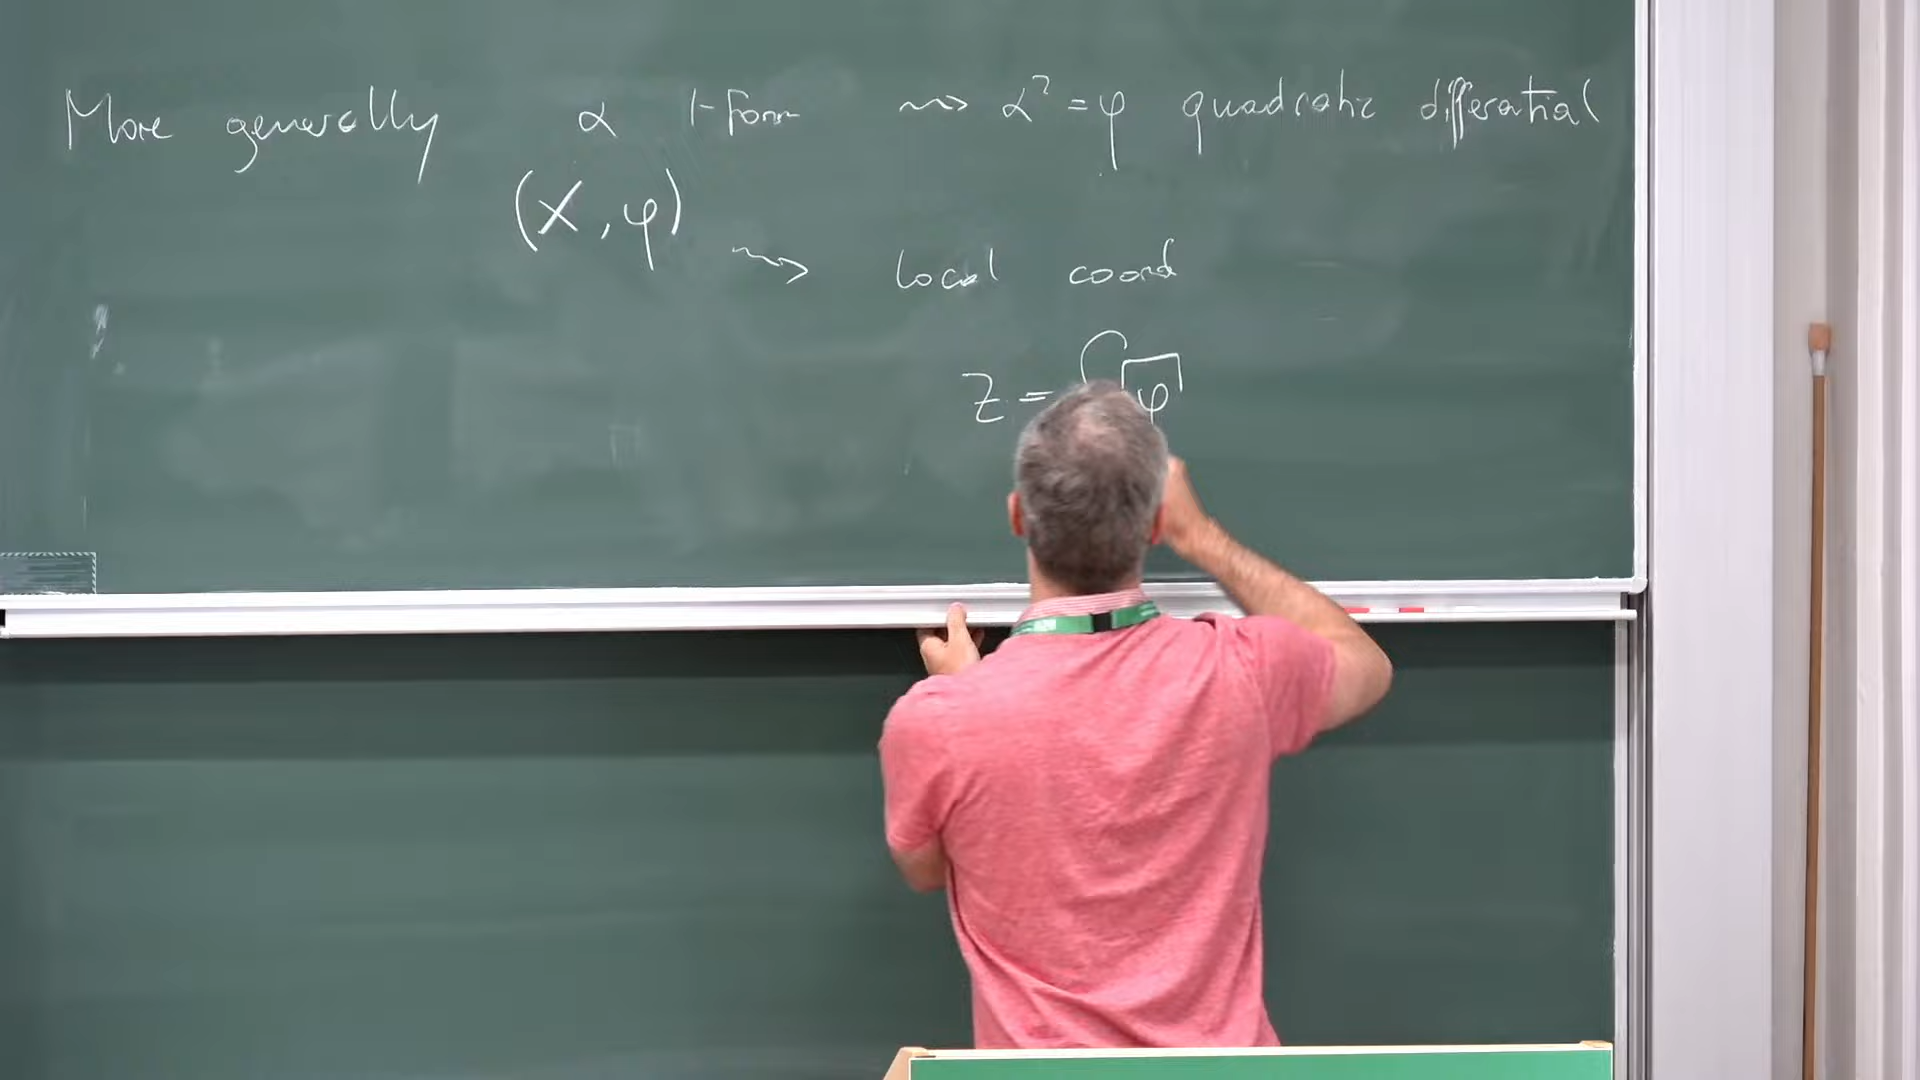 More generally α 1-form ⇝ α² = φ quadratic differential
(X, φ)
⇝ local coord
z = ∫√φ